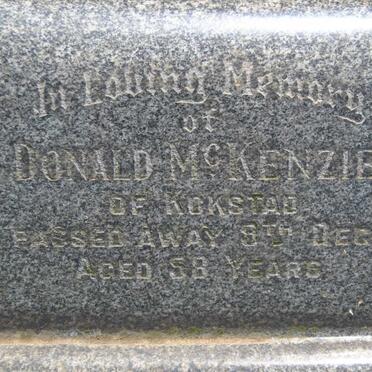 In Loving Memory
of
DONALD McKENZIE
OF KOKSTAD
PASSED AWAY 8TH DEC
AGED 58 YEARS